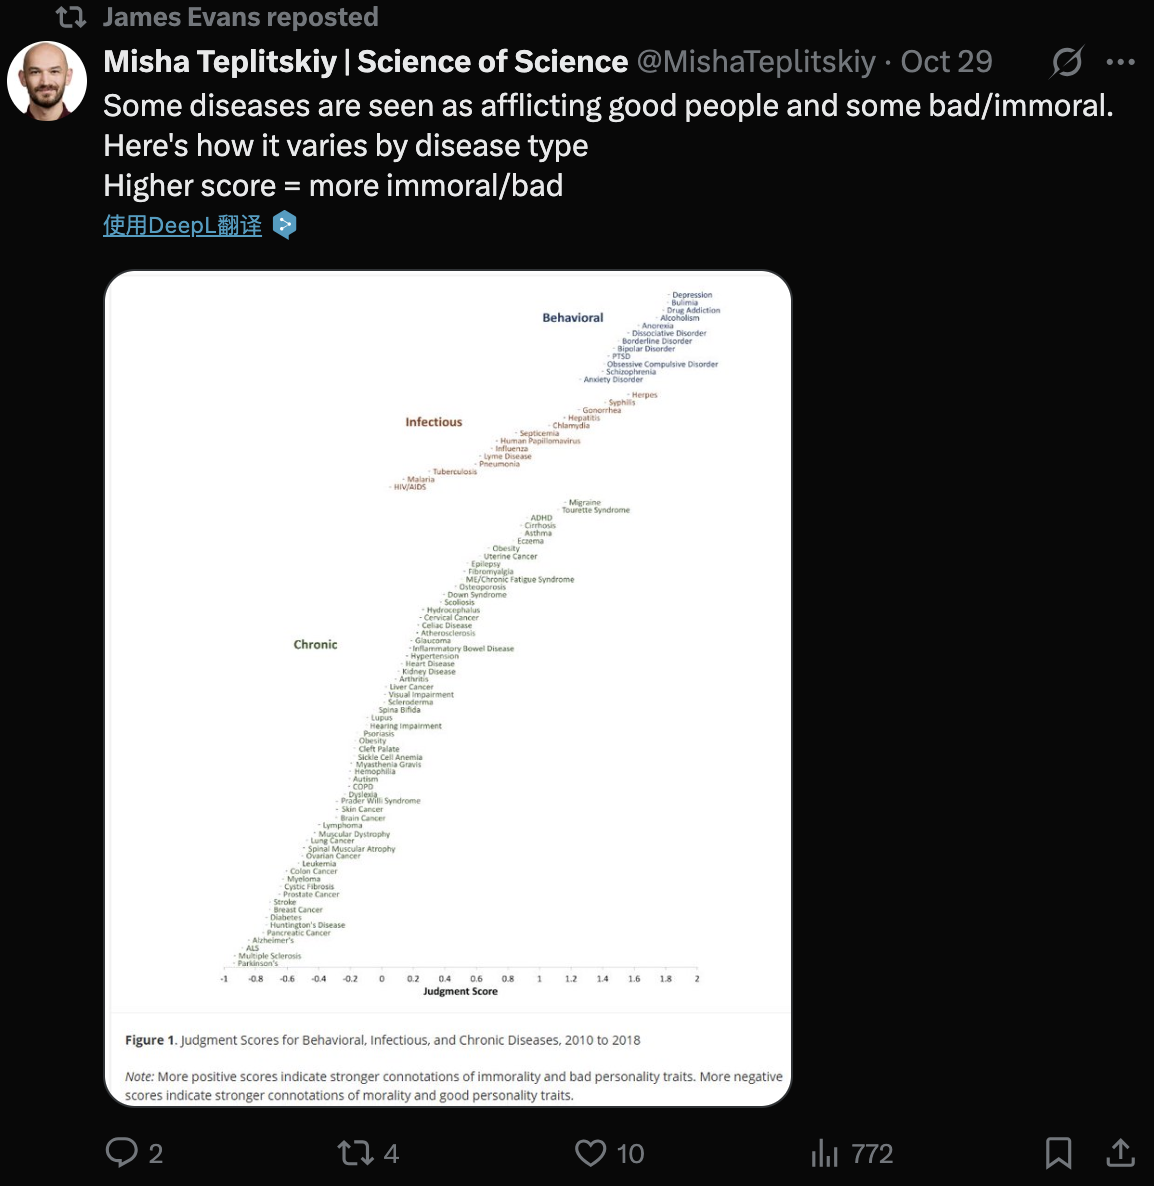 James Evans reposted
Misha Teplitskiy | Science of Science @MishaTeplitskiy · Oct 29
Some diseases are seen as afflicting good people and some bad/immoral.
Here's how it varies by disease type
Higher score = more immoral/bad
使用DeepL翻译
Depression
Bulimia
Drug Addiction
Behavioral
Alcoholism
Anorexia
Dissociative Disorder
Borderline Disorder
Bipolar Disorder
PTSD
Obsessive Compulsive Disorder
Schizophrenia
Anxiety Disorder
Herpes
Syphilis
Gonorrhea
Hepatitis
Infectious
Chlamydia
Septicemia
Human Papillomavirus
Influenza
Lyme Disease
Pneumonia
Tuberculosis
Malaria
HIV/AIDS
Migraine
Tourette Syndrome
ADHD
Cirrhosis
Asthma
Eczema
Obesity
Uterine Cancer
Epilepsy
Fibromyalgia
ME/Chronic Fatigue Syndrome
Osteoporosis
Down Syndrome
Scoliosis
Hydrocephalus
Cervical Cancer
Celiac Disease
Atherosclerosis
Glaucoma
Chronic
Inflammatory Bowel Disease
Hypertension
Heart Disease
Kidney Disease
Arthritis
Liver Cancer
Visual Impairment
Scleroderma
Spina Bifida
Lupus
Hearing Impairment
Psoriasis
Obesity
Cleft Palate
Sickle Cell Anemia
Myasthenia Gravis
Hemophilia
Autism
COPD
Dyslexia
Prader Willi Syndrome
Skin Cancer
Brain Cancer
Lymphoma
Muscular Dystrophy
Lung Cancer
Spinal Muscular Atrophy
Ovarian Cancer
Leukemia
Colon Cancer
Myeloma
Cystic Fibrosis
Prostate Cancer
Stroke
Breast Cancer
Diabetes
Huntington's Disease
Pancreatic Cancer
Alzheimer's
ALS
Multiple Sclerosis
Parkinson's
-1 -0.8 -0.6 -0.4 -0.2 0 0.2 0.4 0.6 0.8 1 1.2 1.4 1.6 1.8 2
Judgment Score
Figure 1. Judgment Scores for Behavioral, Infectious, and Chronic Diseases, 2010 to 2018
Note: More positive scores indicate stronger connotations of immorality and bad personality traits. More negative
scores indicate stronger connotations of morality and good personality traits.
2 4 10 772